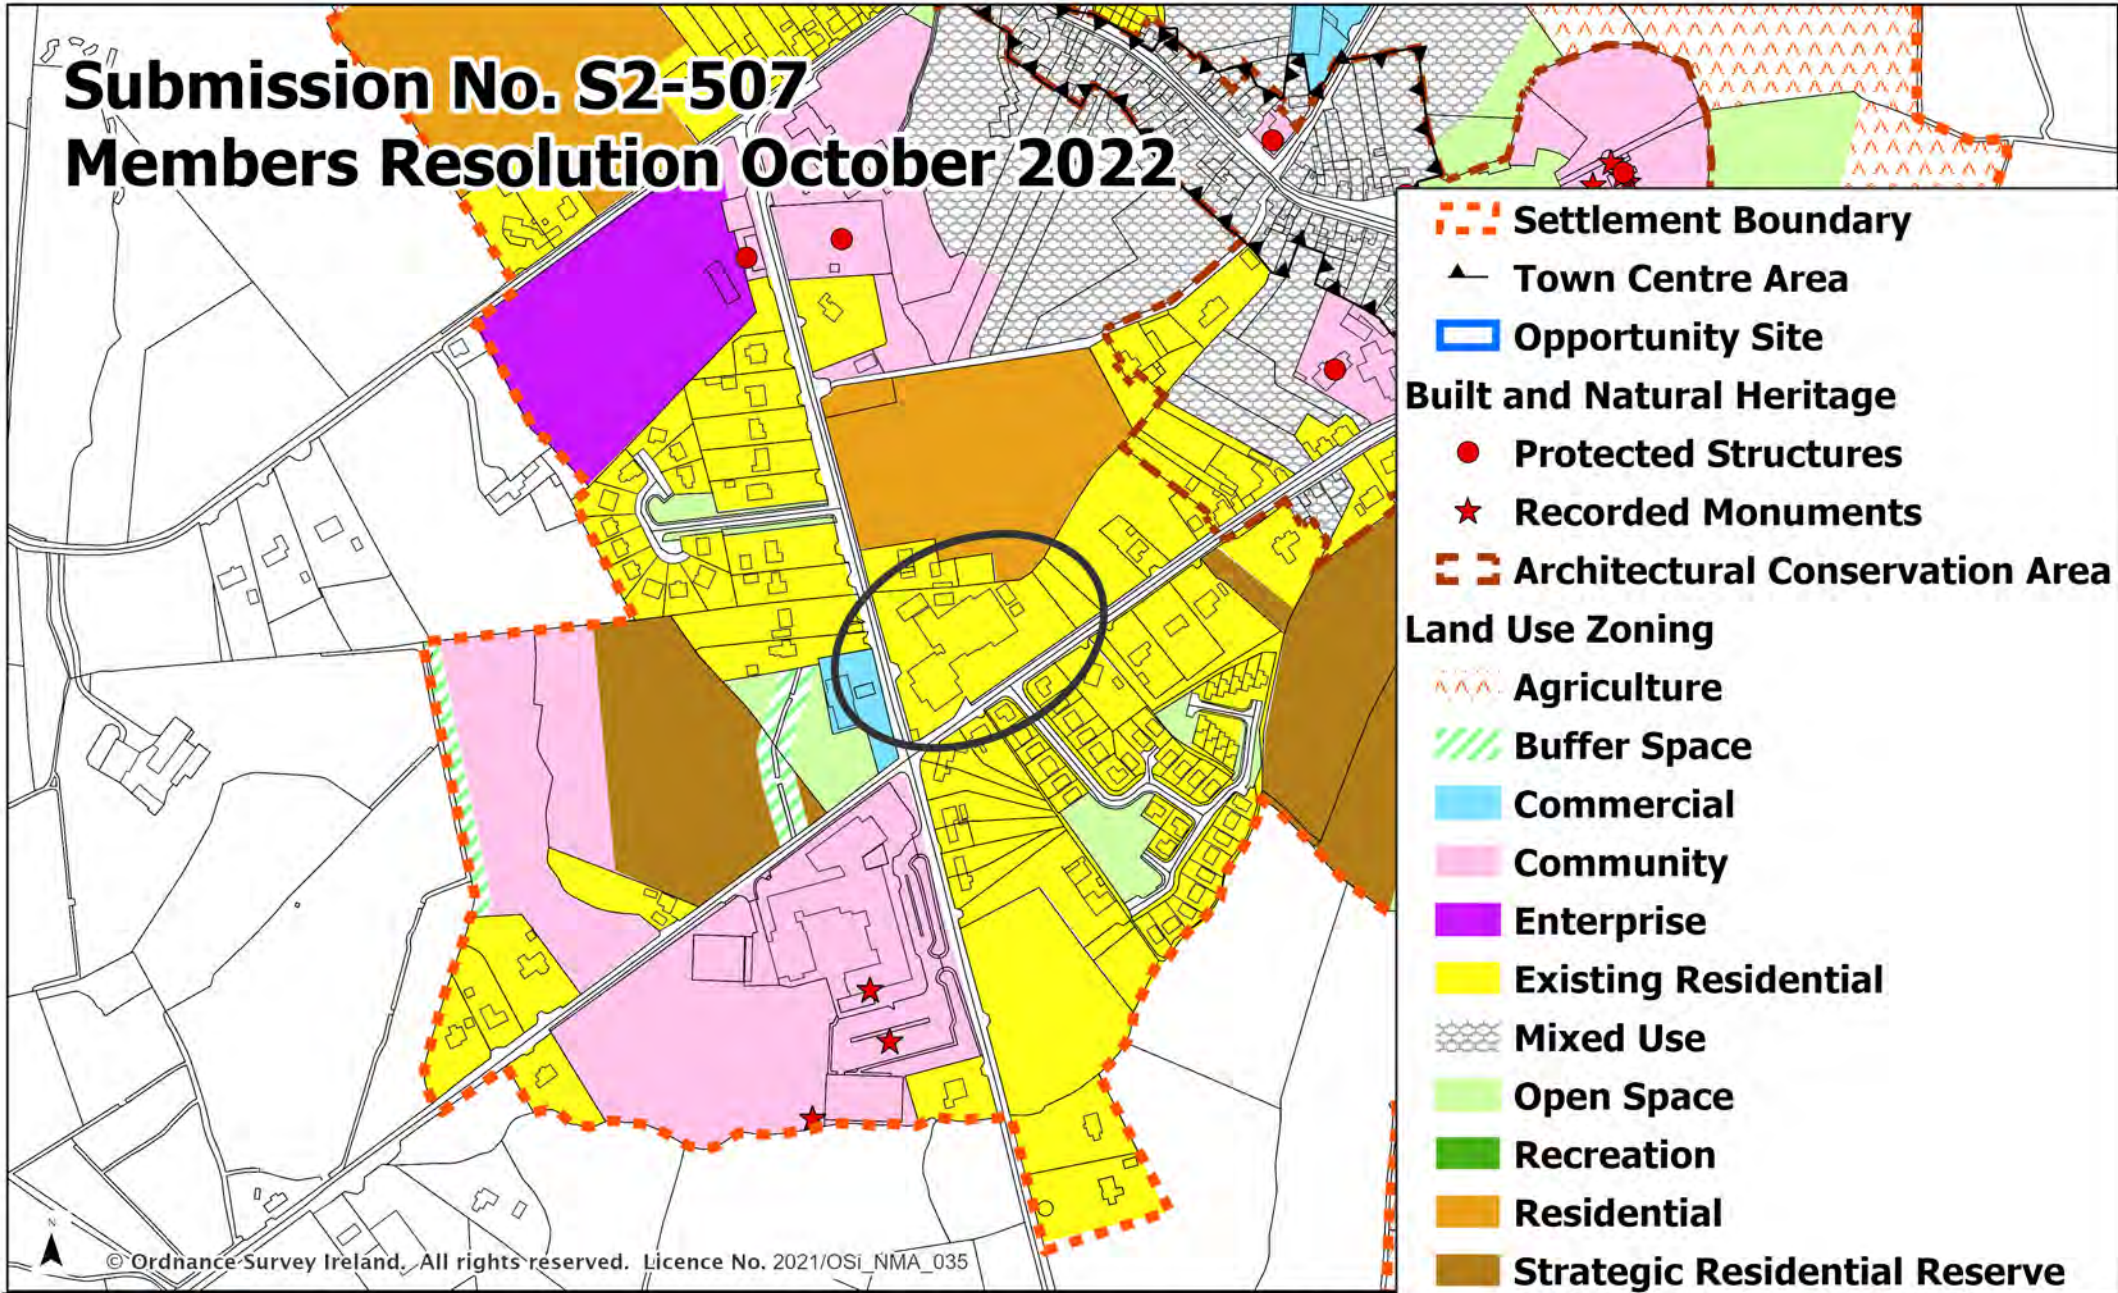 Submission No. S2-507
Members Resolution October 2022
Settlement Boundary
Town Centre Area
Opportunity Site
Built and Natural Heritage
Protected Structures
Recorded Monuments
Architectural Conservation Area
Land Use Zoning
Agriculture
Buffer Space
Commercial
Community
Enterprise
Existing Residential
Mixed Use
Open Space
Recreation
Residential
Strategic Residential Reserve
N
© Ordnance Survey Ireland. All rights reserved. Licence No. 2021/OSi_NMA_035